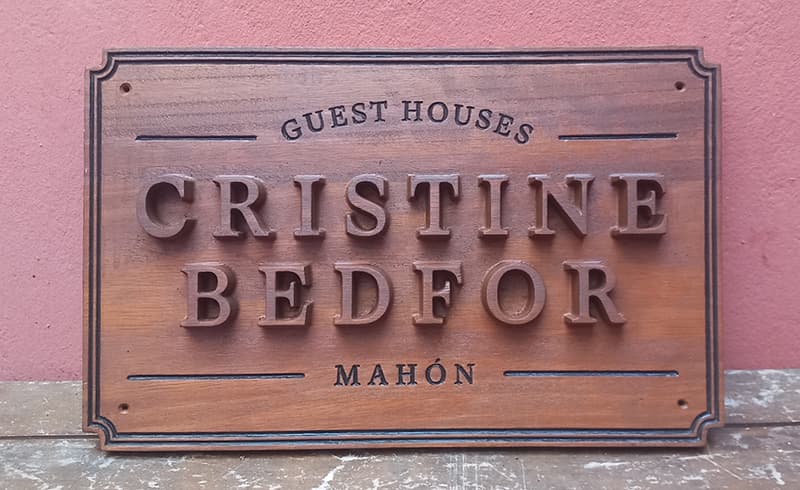 GUEST HOUSES
CRISTINE
BEDFOR
MAHÓN